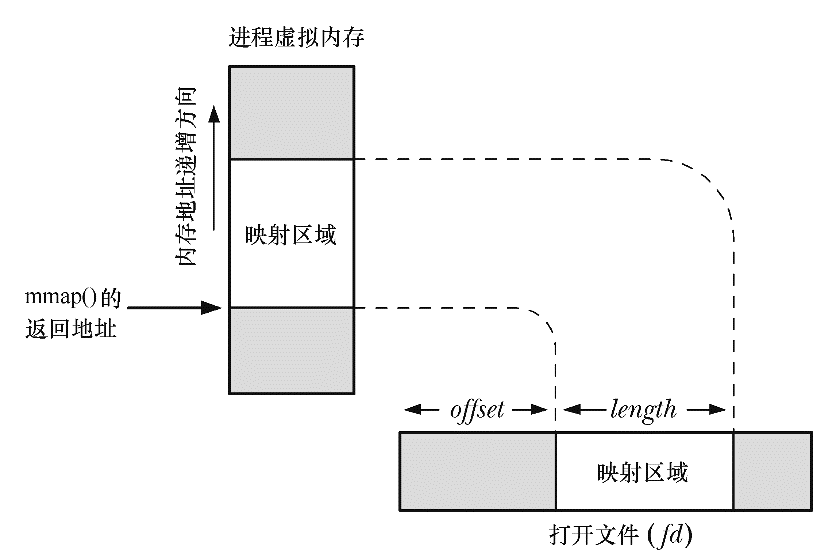 进程虚拟内存
内存地址递增方向
映射区域
mmap()的
返回地址
offset
length
映射区域
打开文件 (fd)